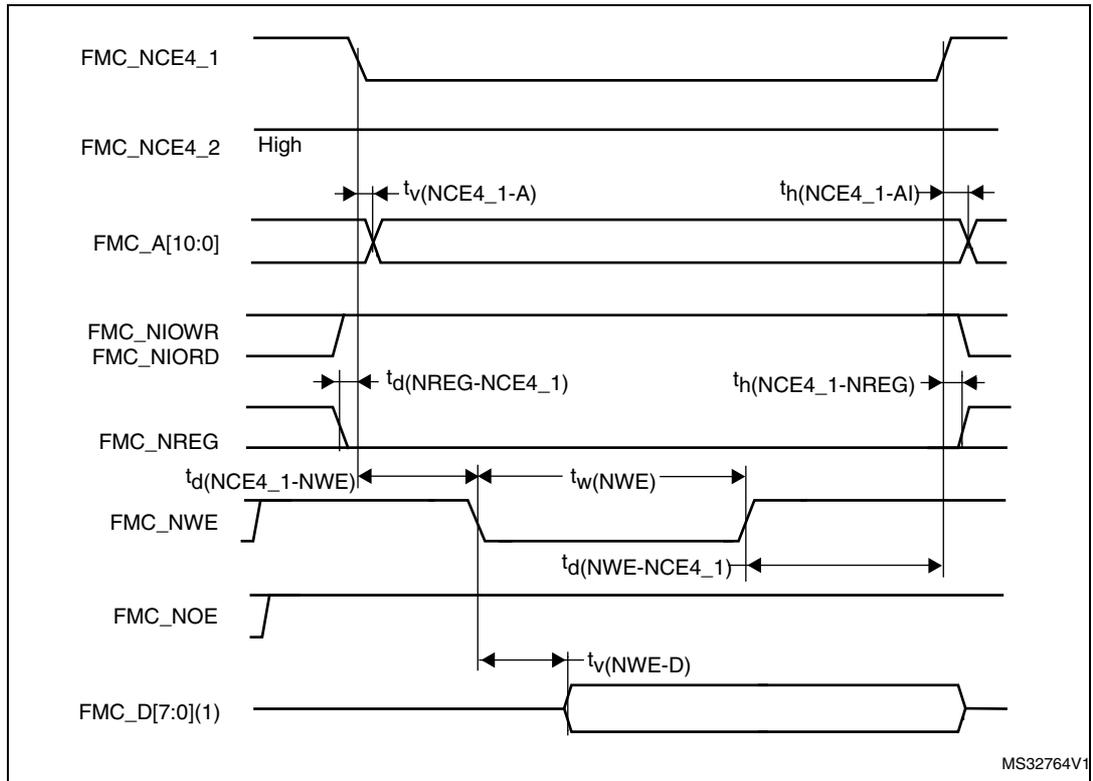 FMC_NCE4_1
FMC_NCE4_2
High
tv(NCE4_1-A)
th(NCE4_1-AI)
FMC_A[10:0]
FMC_NIOWR
FMC_NIORD
td(NREG-NCE4_1)
th(NCE4_1-NREG)
FMC_NREG
td(NCE4_1-NWE)
tw(NWE)
FMC_NWE
td(NWE-NCE4_1)
FMC_NOE
tv(NWE-D)
FMC_D[7:0](1)
MS32764V1